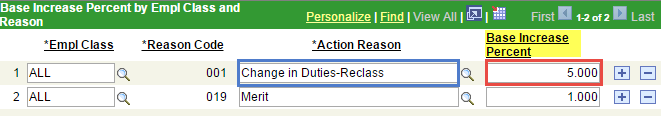 Base Increase Percent by Empl Class and Reason Personalize | Find | View All | First 1-2 of 2 Last
*Empl Class *Reason Code *Action Reason Base Increase Percent
1 ALL 001 Change in Duties-Reclass 5.000 + -
2 ALL 019 Merit 1.000 + -